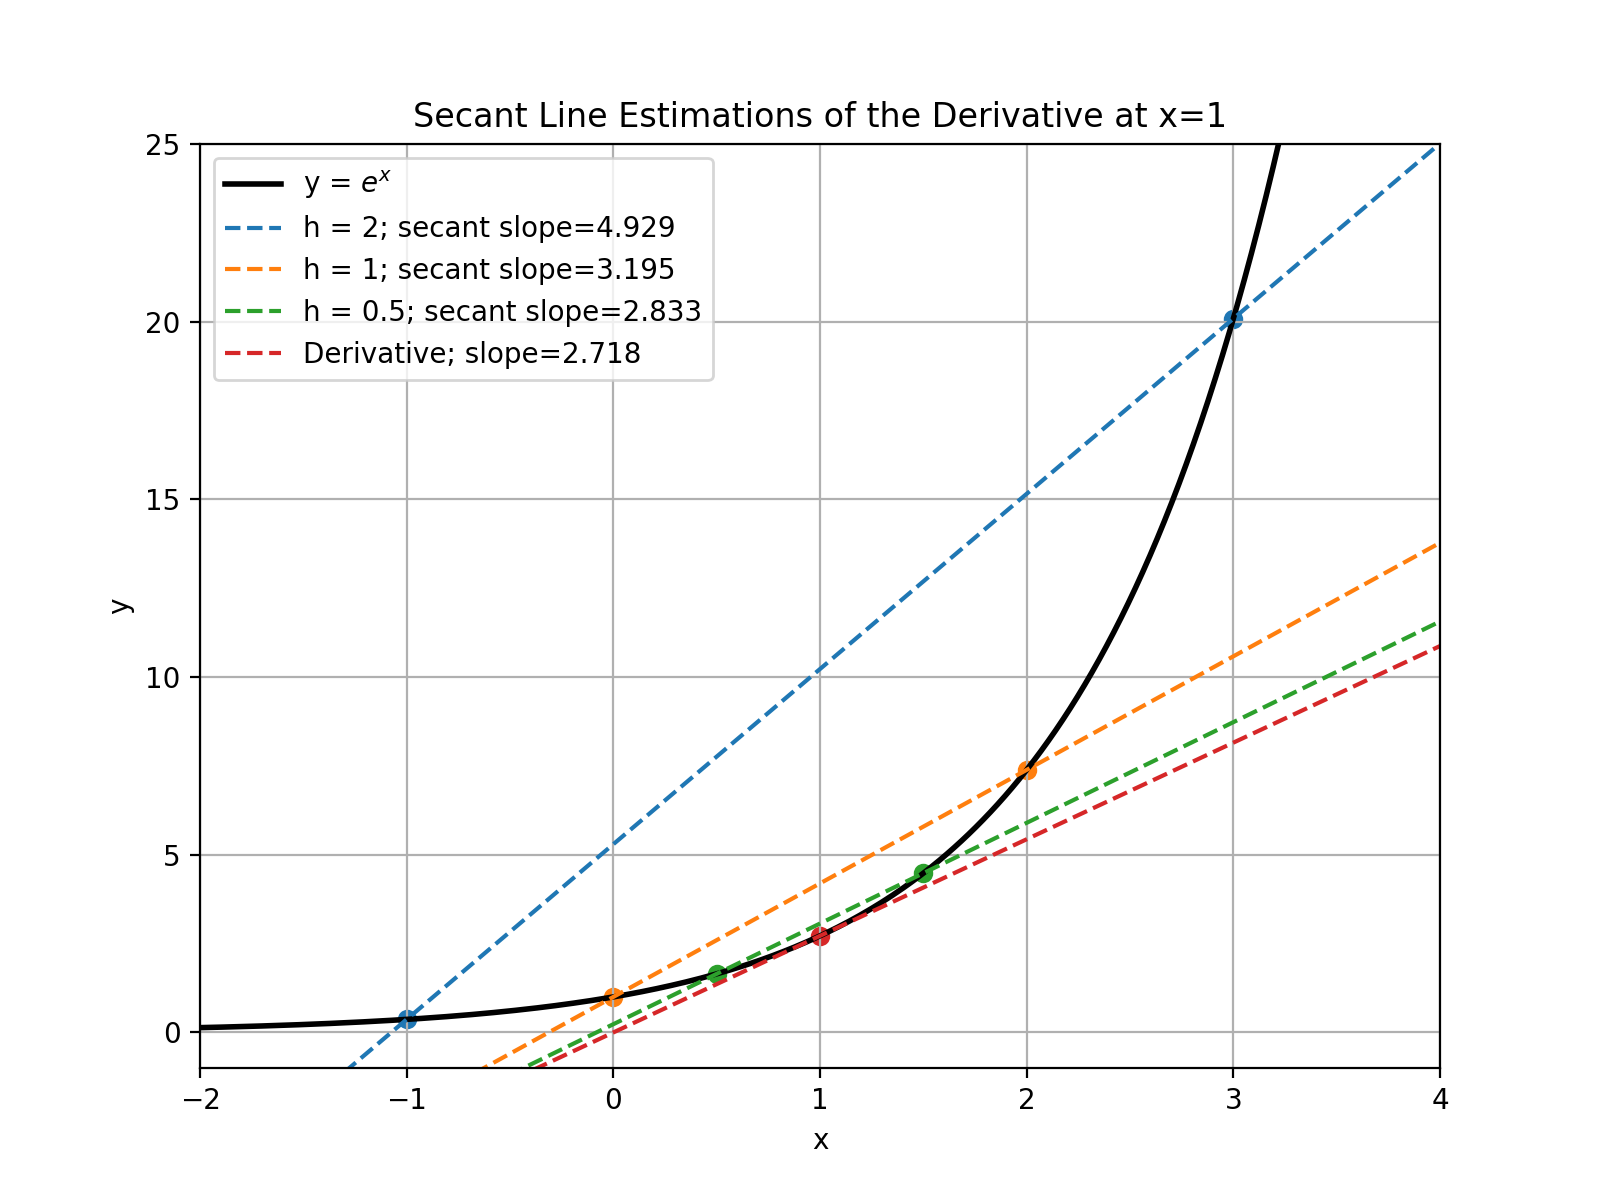 Secant Line Estimations of the Derivative at x=1
y = eˣ
h = 2; secant slope=4.929
h = 1; secant slope=3.195
h = 0.5; secant slope=2.833
Derivative; slope=2.718
25
20
15
10
5
0
y
−2 −1 0 1 2 3 4
x